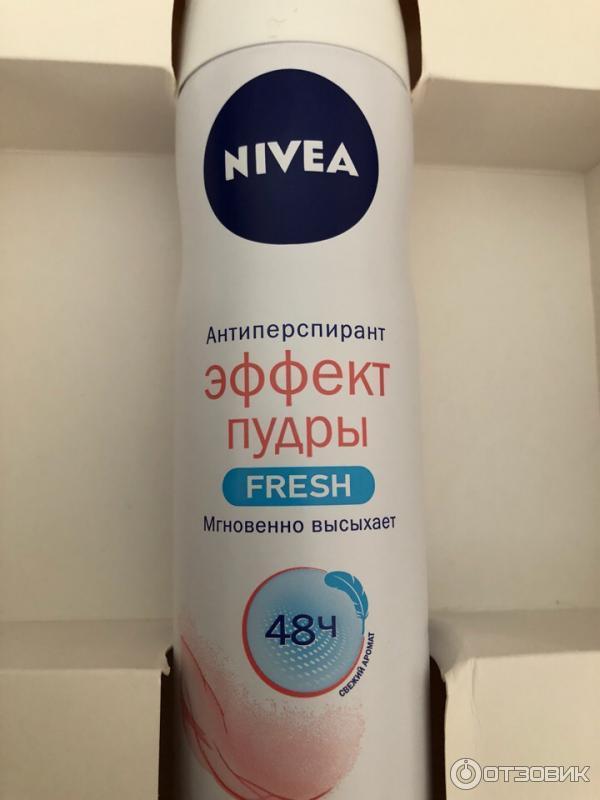 NIVEA
Антиперспирант
эффект
пудры
FRESH
Мгновенно высыхает
48ч
СВЕЖИЙ АРОМАТ
ОТЗОВИК